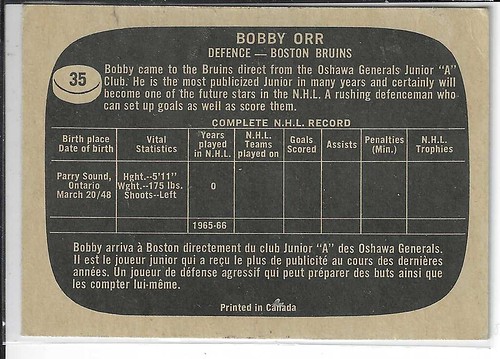 BOBBY ORR
DEFENCE — BOSTON BRUINS
35
Bobby came to the Bruins direct from the Oshawa Generals Junior "A"
Club. He is the most publicized Junior in many years and certainly will
become one of the future stars in the N.H.L. A rushing defenceman who
can set up goals as well as score them.
COMPLETE N.H.L. RECORD
Birth place
Date of birth
Vital
Statistics
Years
played
in N.H.L.
N.H.L.
Teams
played on
Goals
Scored
Assists
Penalties
(Min.)
N.H.L.
Trophies
Parry Sound,
Ontario
March 20/48
Hght.--5'11"
Wght.--175 lbs.
Shoots--Left
0
1965-66
Bobby arriva à Boston directement du club Junior "A" des Oshawa Generals.
Il est le joueur junior qui a reçu le plus de publicité au cours des dernières
années. Un joueur de défense agressif qui peut préparer des buts ainsi que
les compter lui-même.
Printed in Canada